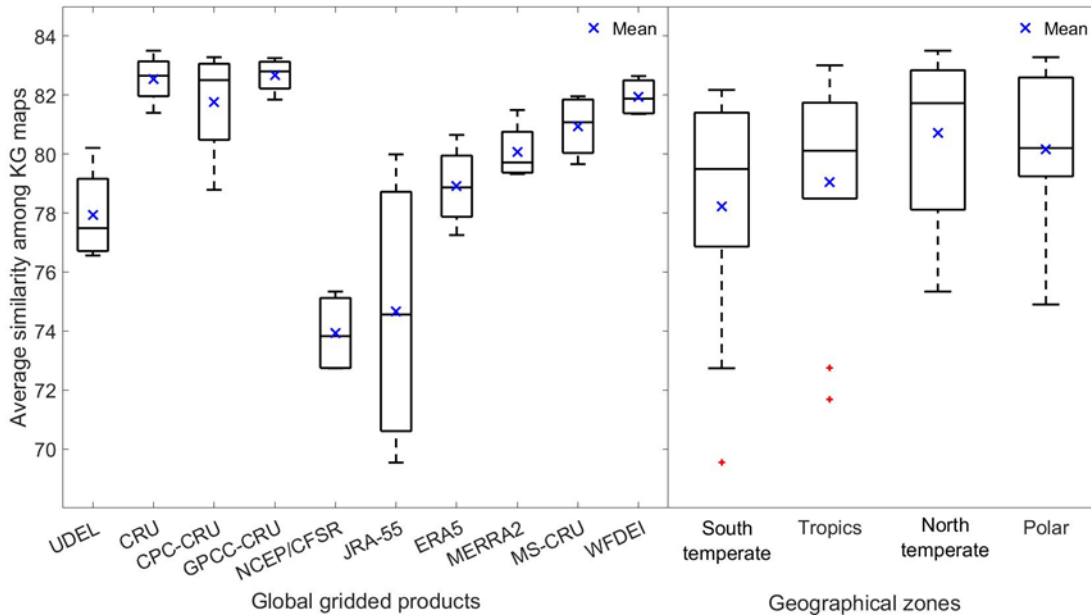 Average similarity among KG maps
84
82
80
78
76
74
72
70
Mean
Mean
UDEL
CRU
CPC-CRU
GPCC-CRU
NCEP/CFSR
JRA-55
ERA5
MERRA2
MS-CRU
WFDEI
South
temperate
Tropics
North
temperate
Polar
Global gridded products
Geographical zones